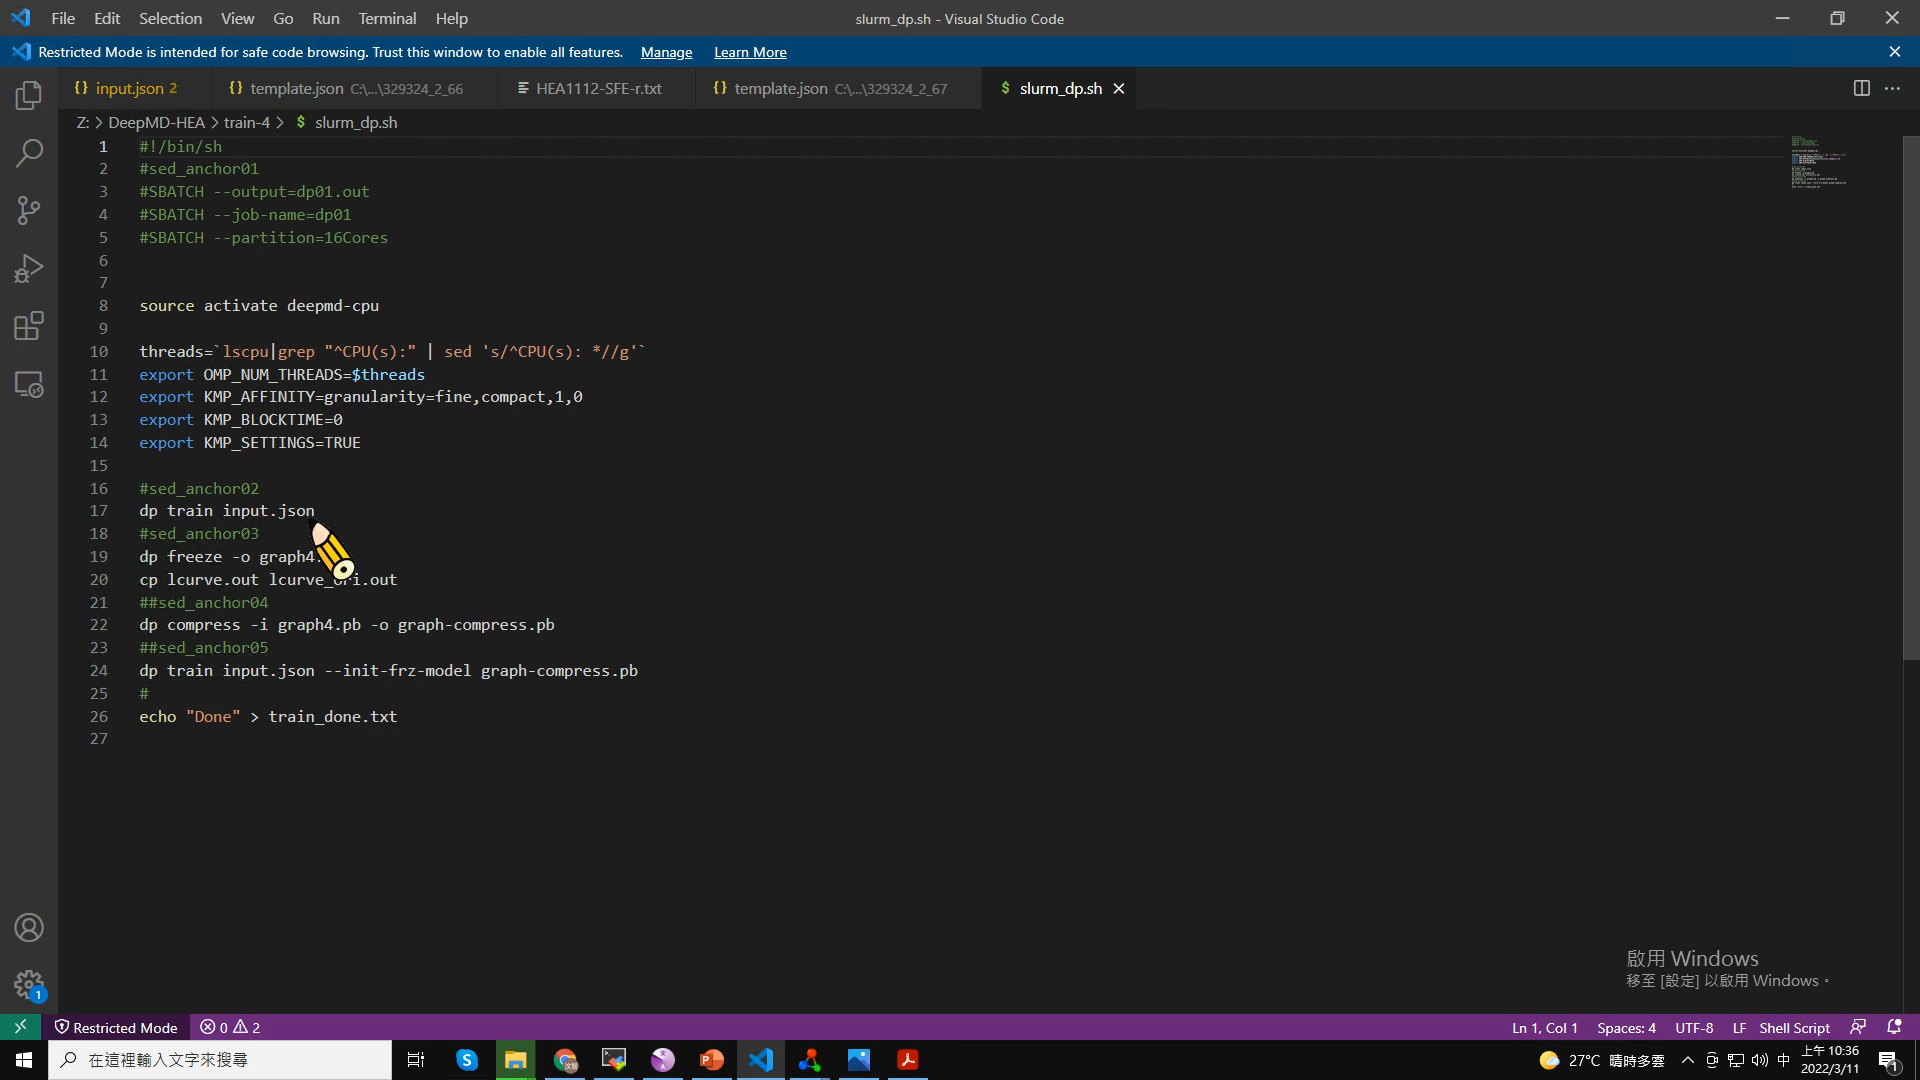 File Edit Selection View Go Run Terminal Help
slurm_dp.sh - Visual Studio Code
Restricted Mode is intended for safe code browsing. Trust this window to enable all features. Manage Learn More
input.json 2
template.json C:\...\329324_2_66
HEA1112-SFE-r.txt
template.json C:\...\329324_2_67
slurm_dp.sh
Z: > DeepMD-HEA > train-4 > $ slurm_dp.sh
1 #!/bin/sh
2 #sed_anchor01
3 #SBATCH --output=dp01.out
4 #SBATCH --job-name=dp01
5 #SBATCH --partition=16Cores
6
7
8 source activate deepmd-cpu
9
10 threads=`lscpu|grep "^CPU(s):" | sed 's/^CPU(s): *//g'`
11 export OMP_NUM_THREADS=$threads
12 export KMP_AFFINITY=granularity=fine,compact,1,0
13 export KMP_BLOCKTIME=0
14 export KMP_SETTINGS=TRUE
15
16 #sed_anchor02
17 dp train input.json
18 #sed_anchor03
19 dp freeze -o graph4.
20 cp lcurve.out lcurve_ori.out
21 ##sed_anchor04
22 dp compress -i graph4.pb -o graph-compress.pb
23 ##sed_anchor05
24 dp train input.json --init-frz-model graph-compress.pb
25 #
26 echo "Done" > train_done.txt
27
啟用 Windows
移至 [設定] 以啟用 Windows。
1
Restricted Mode 0 2
Ln 1, Col 1 Spaces: 4 UTF-8 LF Shell Script
在這裡輸入文字來搜尋
27°C 晴時多雲
中
上午 10:36
2022/3/11
1